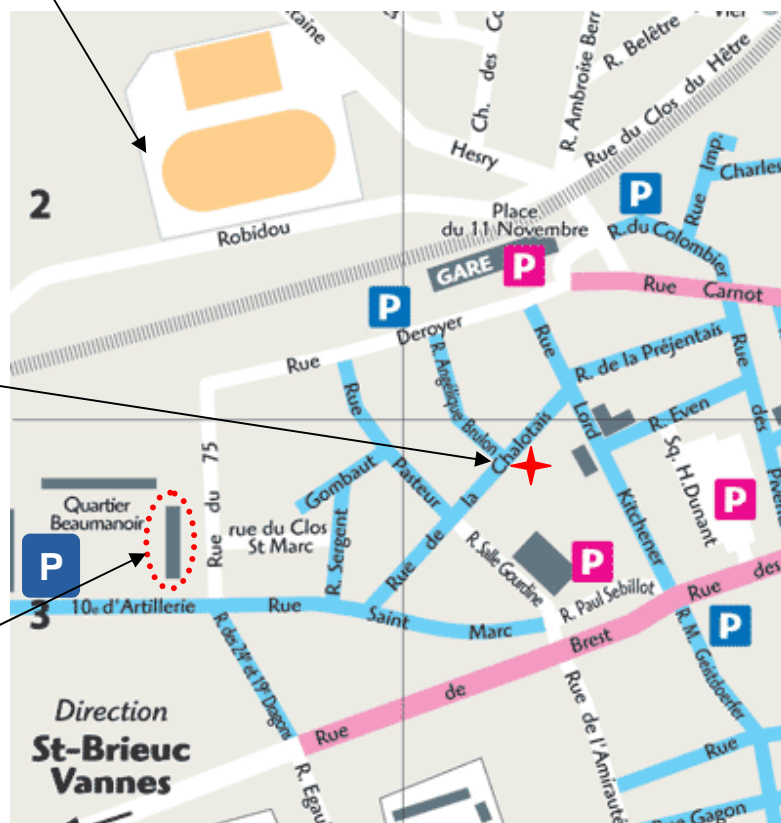 Hesry
Ch. des
R. Ambroise Bern
R. Belêtre
Rue du Clos du Hêtre
2
Robidou
Place
du 11 Novembre
GARE
P
P
P
R. du Colombier
Rue
Imp.
Charles
Rue Carnot
Rue Deroyer
R. Angélique Brulon
Rue Lord Kitchener
R. de la Préjentais
R. Even
Rue des
Rue Pasteur
Gombaut
R. Sergent
Rue de la Chalotais
Sq. H.Dunant
P
Rue du 75
Quartier
Beaumanoir
rue du Clos
St Marc
P
R. Salle Gourdine
P
R. Paul Sebillot
3
10e d'Artillerie
Rue Saint Marc
Rue de Brest
Rue des
R. des 24e et 19e Dragons
R. M. Geistdoerfer
P
Rue de l'Amirauté
Rue
Gagon
R. Egau
Direction
St-Brieuc
Vannes